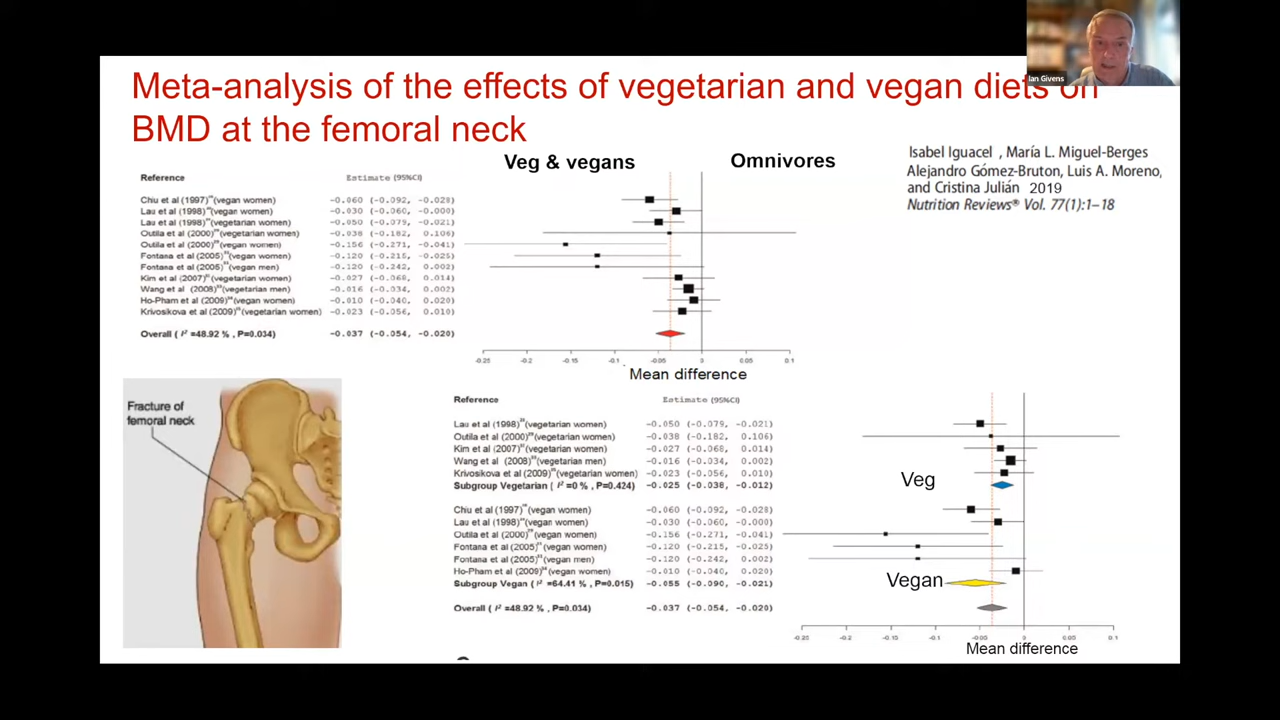 Meta-analysis of the effects of vegetarian and vegan diets on
BMD at the femoral neck
Ian Givens
Isabel Iguacel , María L. Miguel-Berges
Alejandro Gómez-Bruton, Luis A. Moreno,
and Cristina Julián 2019
Nutrition Reviews® Vol. 77(1):1–18
Veg & vegans Omnivores
Reference Estimate (95%CI)
Chiu et al (1997) (vegan women) -0.060 (-0.092, -0.028)
Lau et al (1998) (vegan women) -0.030 (-0.060, -0.000)
Lau et al (1998) (vegetarian women) -0.050 (-0.079, -0.021)
Outila et al (2000) (vegetarian women) -0.038 (-0.182, 0.106)
Outila et al (2000) (vegan women) -0.156 (-0.271, -0.041)
Fontana et al (2005) (vegan women) -0.120 (-0.215, -0.025)
Fontana et al (2005) (vegan men) -0.120 (-0.242, 0.002)
Kim et al (2007) (vegetarian women) -0.027 (-0.068, 0.014)
Wang et al (2008) (vegetarian men) -0.016 (-0.034, 0.002)
Ho-Pham et al (2009) (vegan women) -0.010 (-0.040, 0.020)
Krivosikova et al (2009) (vegetarian women) -0.023 (-0.056, 0.010)
Overall ( I² =48.92 % , P=0.034) -0.037 (-0.054, -0.020)
-0.25 -0.2 -0.15 -0.1 -0.05 0 0.05 0.1
Mean difference
Fracture of
femoral neck
Reference Estimate (95%CI)
Lau et al (1998) (vegetarian women) -0.050 (-0.079, -0.021)
Outila et al (2000) (vegetarian women) -0.038 (-0.182, 0.106)
Kim et al (2007) (vegetarian women) -0.027 (-0.068, 0.014)
Wang et al (2008) (vegetarian men) -0.016 (-0.034, 0.002)
Krivosikova et al (2009) (vegetarian women) -0.023 (-0.056, 0.010)
Subgroup Vegetarian ( I² =0 % , P=0.424) -0.025 (-0.038, -0.012)
Veg
Chiu et al (1997) (vegan women) -0.060 (-0.092, -0.028)
Lau et al (1998) (vegan women) -0.030 (-0.060, -0.000)
Outila et al (2000) (vegan women) -0.156 (-0.271, -0.041)
Fontana et al (2005) (vegan women) -0.120 (-0.215, -0.025)
Fontana et al (2005) (vegan men) -0.120 (-0.242, 0.002)
Ho-Pham et al (2009) (vegan women) -0.010 (-0.040, 0.020)
Subgroup Vegan ( I² =64.41 % , P=0.015) -0.055 (-0.090, -0.021)
Vegan
Overall ( I² =48.92 % , P=0.034) -0.037 (-0.054, -0.020)
-0.25 -0.2 -0.15 -0.1 -0.05 0 0.05 0.1
Mean difference